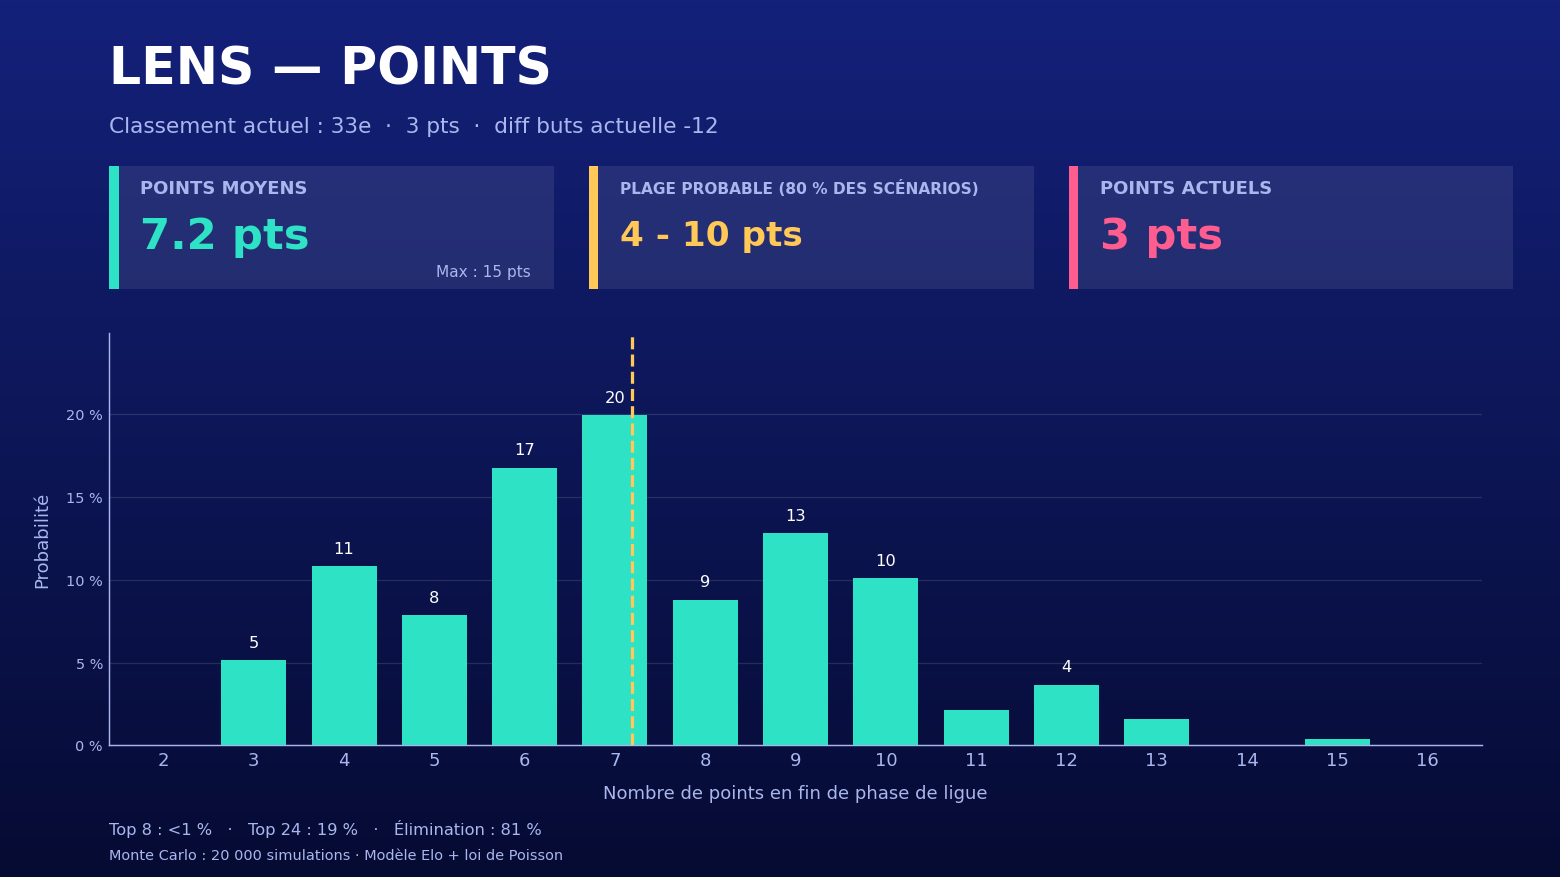 LENS — POINTS
Classement actuel : 33e · 3 pts · diff buts actuelle -12
POINTS MOYENS
7.2 pts
Max : 15 pts
PLAGE PROBABLE (80 % DES SCÉNARIOS)
4 - 10 pts
POINTS ACTUELS
3 pts
Probabilité
20 %
15 %
10 %
5 %
0 %
5
11
8
17
20
9
13
10
4
2 3 4 5 6 7 8 9 10 11 12 13 14 15 16
Nombre de points en fin de phase de ligue
Top 8 : <1 % · Top 24 : 19 % · Élimination : 81 %
Monte Carlo : 20 000 simulations · Modèle Elo + loi de Poisson